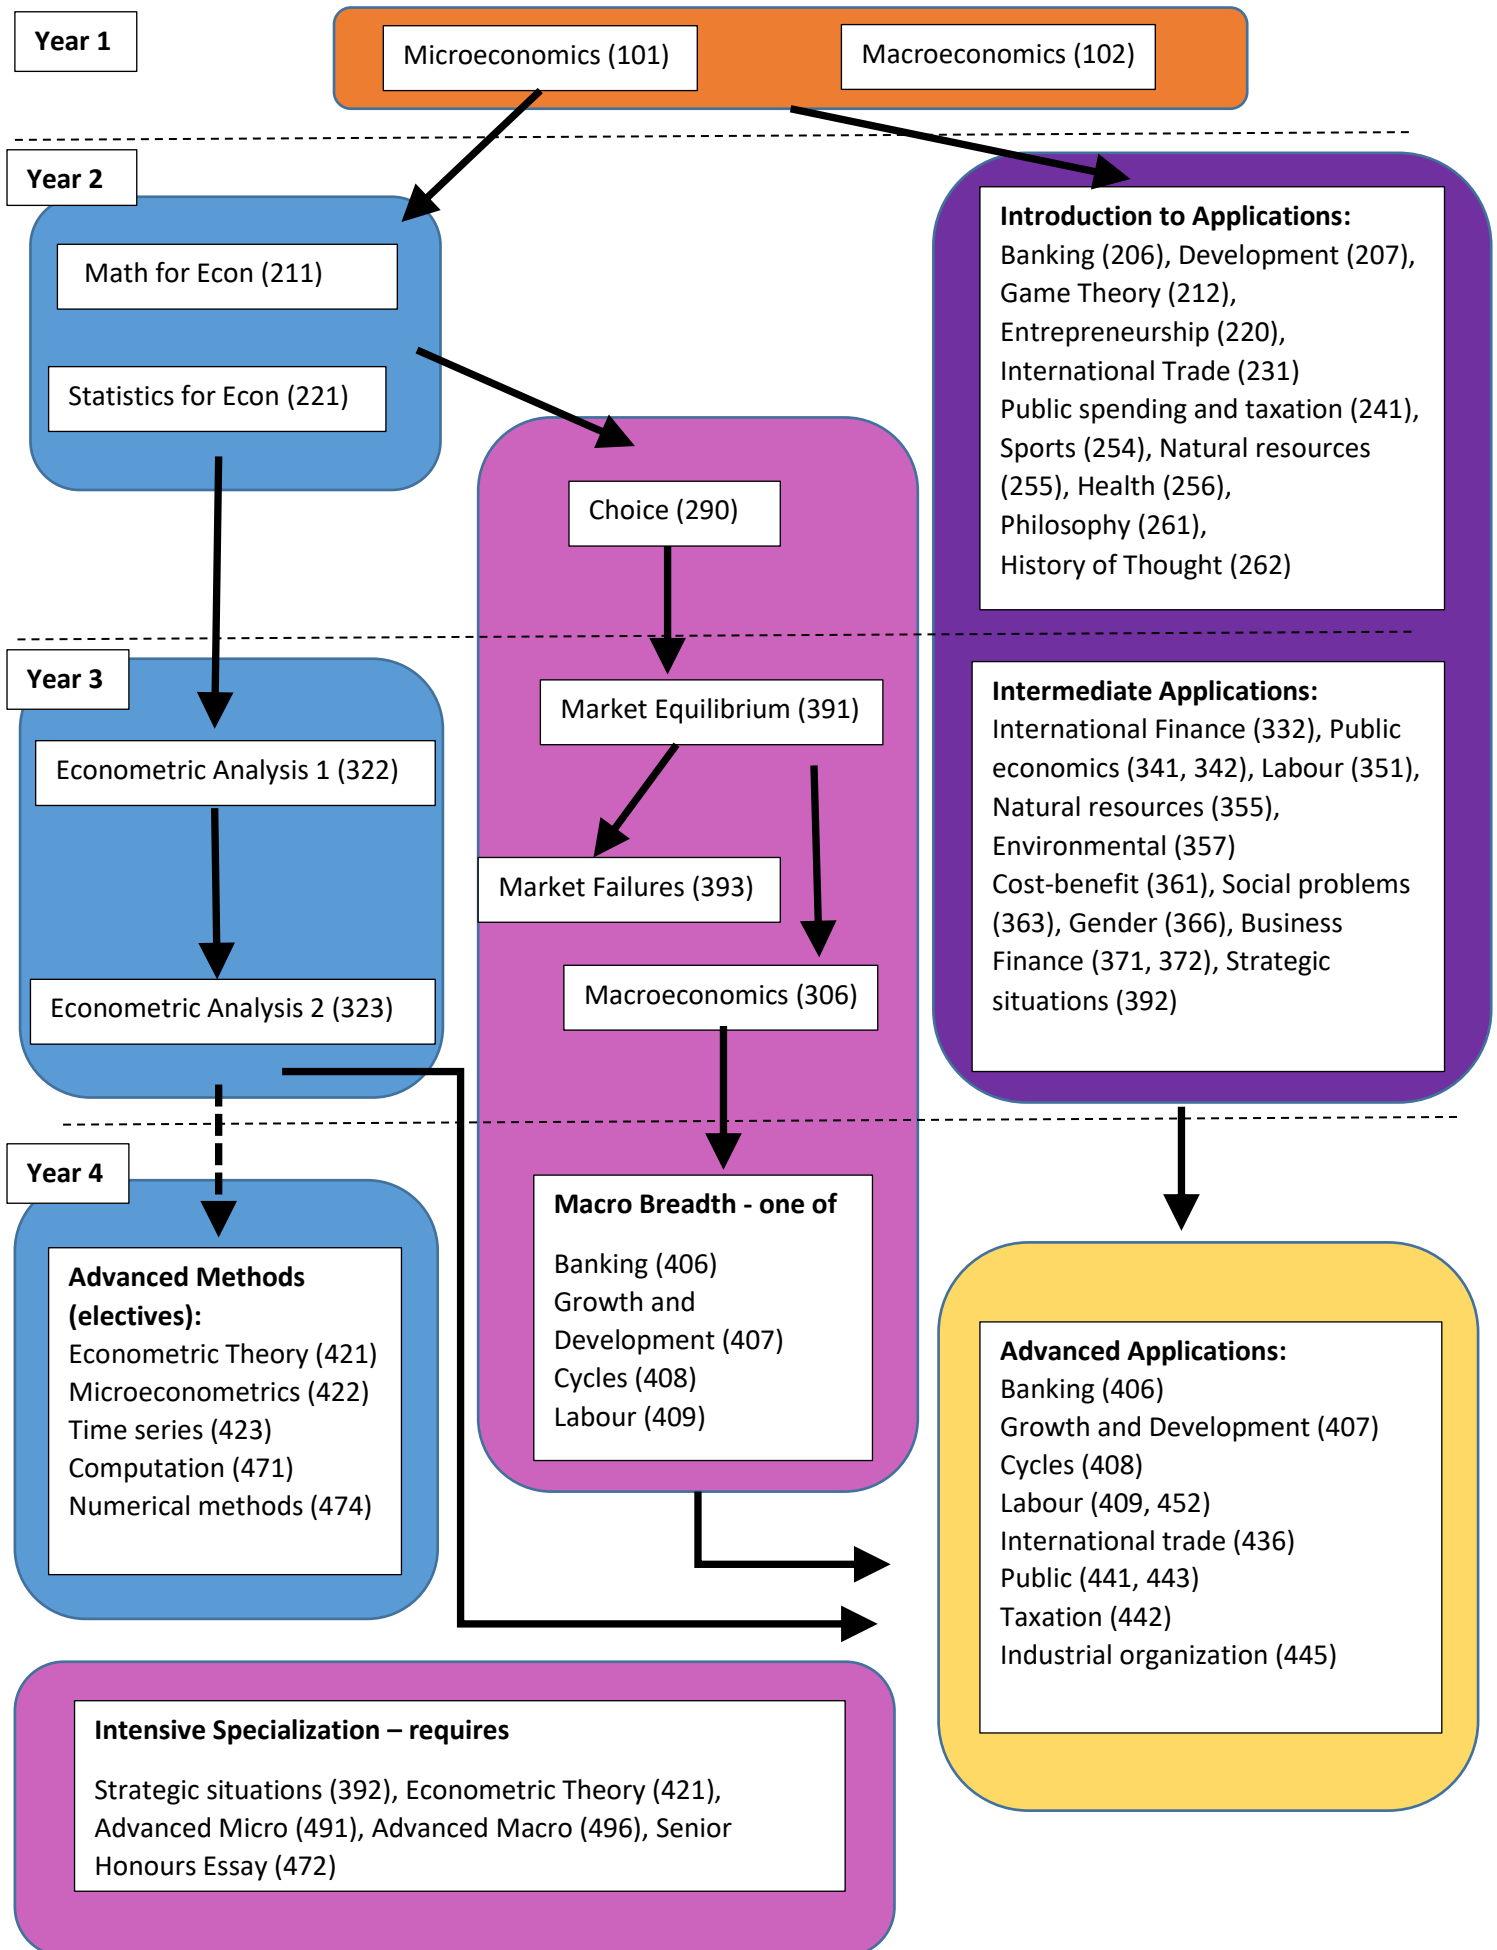 Year 1
Microeconomics (101)
Macroeconomics (102)
Year 2
Math for Econ (211)
Statistics for Econ (221)
Choice (290)
Introduction to Applications:
Banking (206), Development (207),
Game Theory (212),
Entrepreneurship (220),
International Trade (231)
Public spending and taxation (241),
Sports (254), Natural resources
(255), Health (256),
Philosophy (261),
History of Thought (262)
Year 3
Econometric Analysis 1 (322)
Econometric Analysis 2 (323)
Market Equilibrium (391)
Market Failures (393)
Macroeconomics (306)
Intermediate Applications:
International Finance (332), Public
economics (341, 342), Labour (351),
Natural resources (355),
Environmental (357)
Cost-benefit (361), Social problems
(363), Gender (366), Business
Finance (371, 372), Strategic
situations (392)
Year 4
Advanced Methods
(electives):
Econometric Theory (421)
Microeconometrics (422)
Time series (423)
Computation (471)
Numerical methods (474)
Macro Breadth - one of
Banking (406)
Growth and
Development (407)
Cycles (408)
Labour (409)
Advanced Applications:
Banking (406)
Growth and Development (407)
Cycles (408)
Labour (409, 452)
International trade (436)
Public (441, 443)
Taxation (442)
Industrial organization (445)
Intensive Specialization – requires
Strategic situations (392), Econometric Theory (421),
Advanced Micro (491), Advanced Macro (496), Senior
Honours Essay (472)